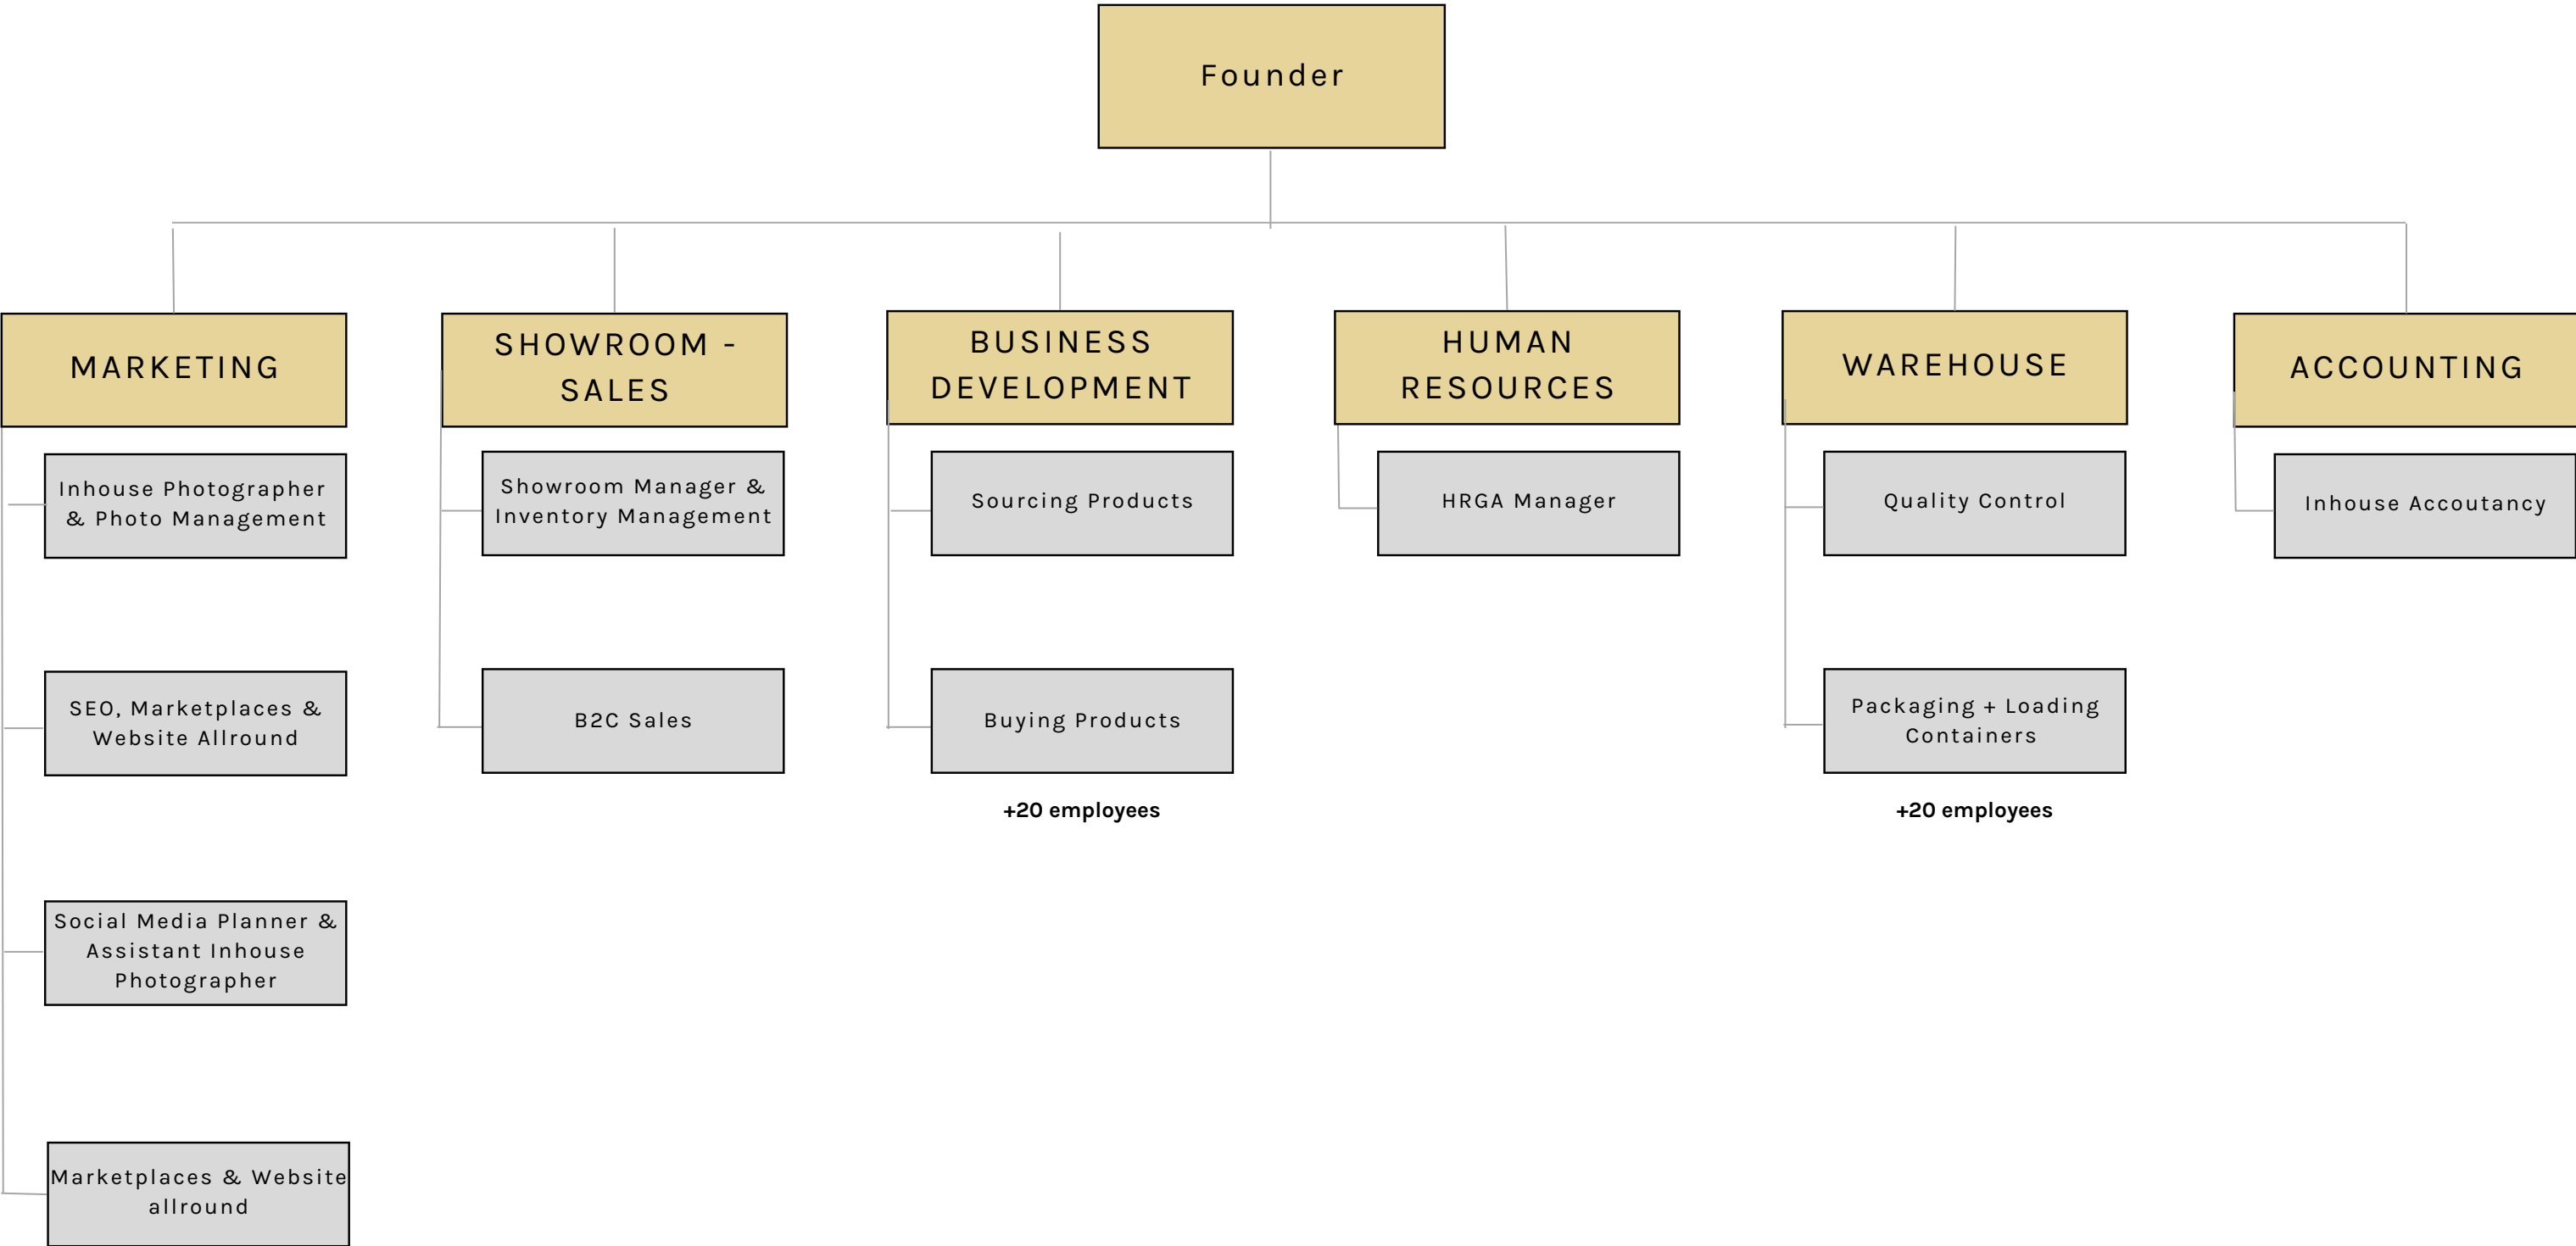 Founder
MARKETING
Inhouse Photographer
& Photo Management
SEO, Marketplaces &
Website Allround
Social Media Planner &
Assistant Inhouse
Photographer
Marketplaces & Website
allround
SHOWROOM -
SALES
Showroom Manager &
Inventory Management
B2C Sales
BUSINESS
DEVELOPMENT
Sourcing Products
Buying Products
+20 employees
HUMAN
RESOURCES
HRGA Manager
WAREHOUSE
Quality Control
Packaging + Loading
Containers
+20 employees
ACCOUNTING
Inhouse Accoutancy